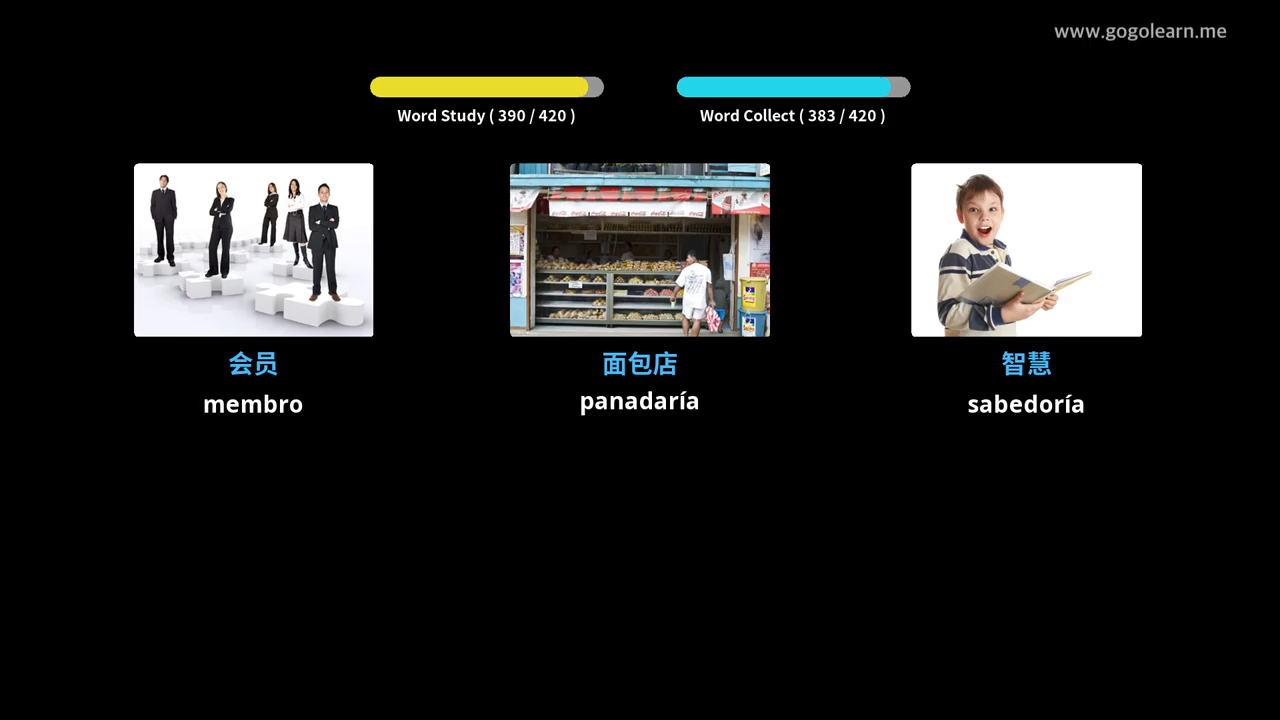 www.gogolearn.me
Word Study ( 390 / 420 )
Word Collect ( 383 / 420 )
会员
面包店
智慧
membro
panadaría
sabedoría